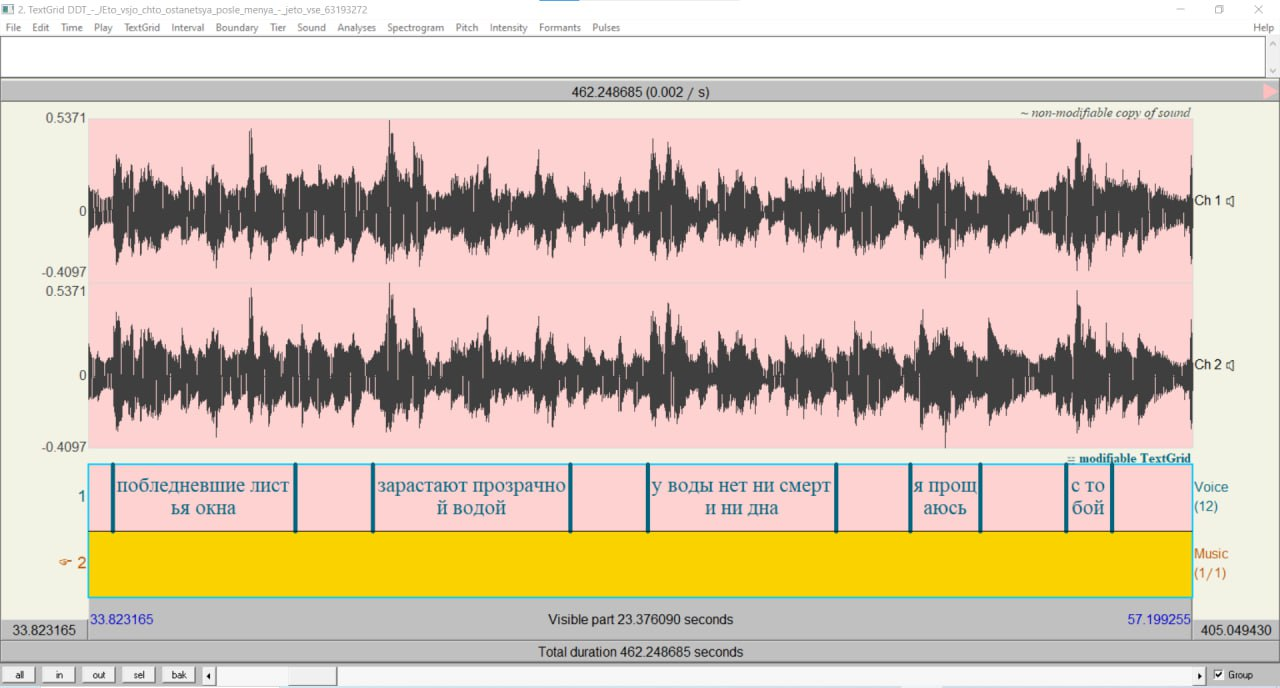 2. TextGrid DDT_-_JEto_vsjo_chto_ostanetsya_posle_menya_-_jeto_vse_63193272
File Edit Time Play TextGrid Interval Boundary Tier Sound Analyses Spectrogram Pitch Intensity Formants Pulses Help
462.248685 (0.002 / s)
~ non-modifiable copy of sound
0.5371
0
-0.4097
Ch 1
0.5371
0
-0.4097
Ch 2
modifiable TextGrid
1
побледневшие лист
ья окна
зарастают прозрачно
й водой
у воды нет ни смерт
и ни дна
я прощ
аюсь
с то
бой
Voice
(12)
2
Music
(1/1)
33.823165
Visible part 23.376090 seconds
57.199255
33.823165
405.049430
Total duration 462.248685 seconds
all in out sel bak
Group